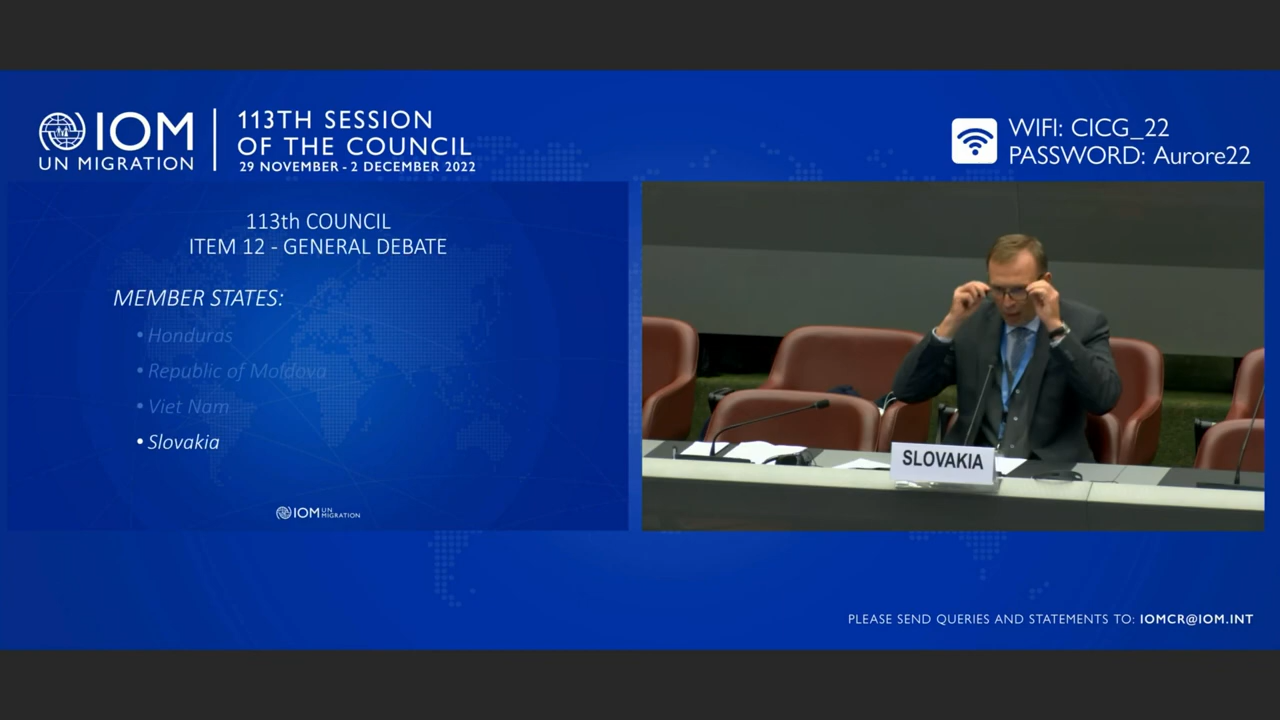 IOM
UN MIGRATION
113TH SESSION
OF THE COUNCIL
29 NOVEMBER - 2 DECEMBER 2022
WIFI: CICG_22
PASSWORD: Aurore22
113th COUNCIL
ITEM 12 - GENERAL DEBATE
MEMBER STATES:
• Honduras
• Republic of Moldova
• Viet Nam
• Slovakia
IOM UN MIGRATION
SLOVAKIA
PLEASE SEND QUERIES AND STATEMENTS TO: IOMCR@IOM.INT